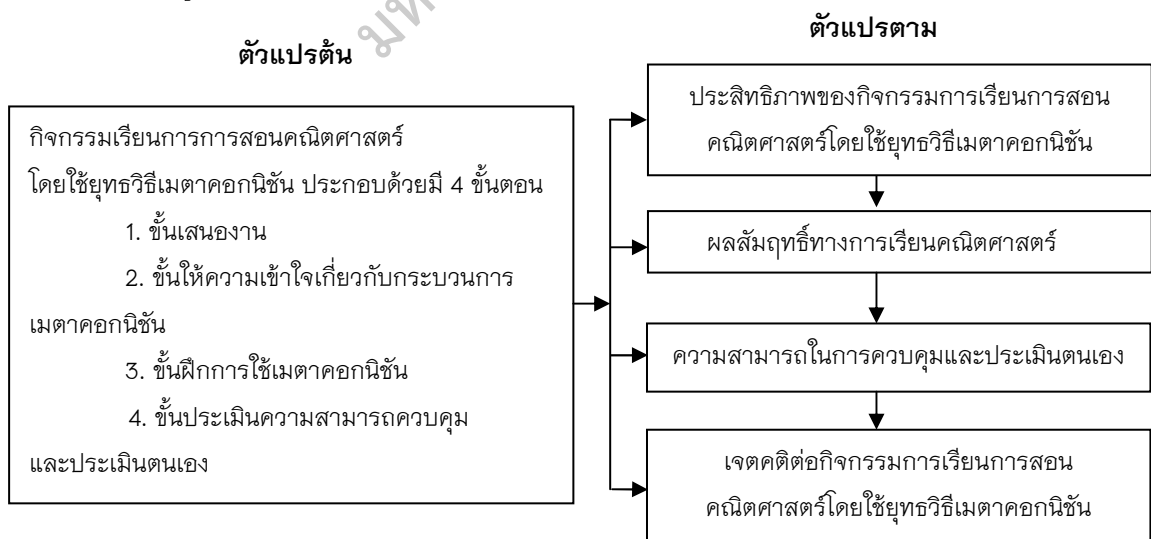 ตัวแปรต้น
กิจกรรมเรียนการการสอนคณิตศาสตร์
โดยใช้ยุทธวิธีเมตาคอกนิชัน ประกอบด้วยมี 4 ขั้นตอน
1. ขั้นเสนองาน
2. ขั้นให้ความเข้าใจเกี่ยวกับกระบวนการ
เมตาคอกนิชัน
3. ขั้นฝึกการใช้เมตาคอกนิชัน
4. ขั้นประเมินความสามารถควบคุม
และประเมินตนเอง
ตัวแปรตาม
ประสิทธิภาพของกิจกรรมการเรียนการสอน
คณิตศาสตร์โดยใช้ยุทธวิธีเมตาคอกนิชัน
ผลสัมฤทธิ์ทางการเรียนคณิตศาสตร์
ความสามารถในการควบคุมและประเมินตนเอง
เจตคติต่อกิจกรรมการเรียนการสอน
คณิตศาสตร์โดยใช้ยุทธวิธีเมตาคอกนิชัน